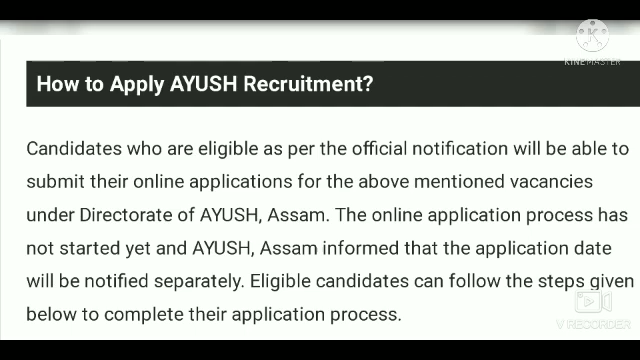 KINEMASTER
How to Apply AYUSH Recruitment?
Candidates who are eligible as per the official notification will be able to
submit their online applications for the above mentioned vacancies
under Directorate of AYUSH, Assam. The online application process has
not started yet and AYUSH, Assam informed that the application date
will be notified separately. Eligible candidates can follow the steps given
below to complete their application process.
V RECORDER